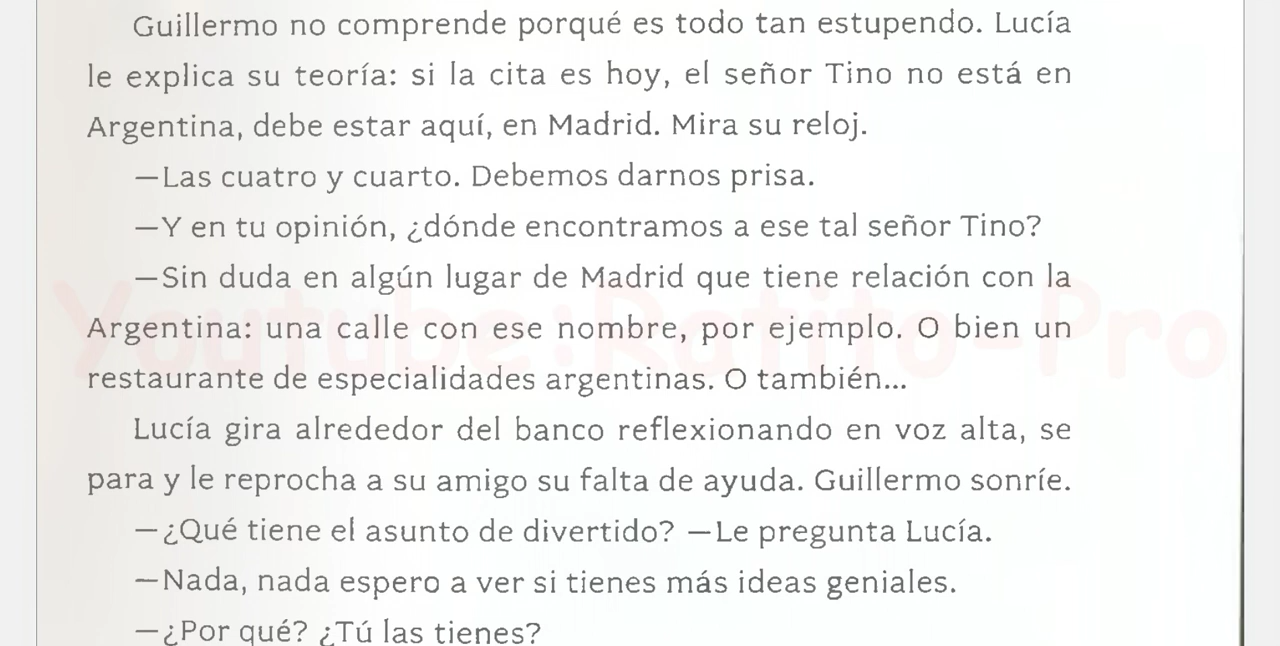 Guillermo no comprende porqué es todo tan estupendo. Lucía
le explica su teoría: si la cita es hoy, el señor Tino no está en
Argentina, debe estar aquí, en Madrid. Mira su reloj.
—Las cuatro y cuarto. Debemos darnos prisa.
—Y en tu opinión, ¿dónde encontramos a ese tal señor Tino?
—Sin duda en algún lugar de Madrid que tiene relación con la
Argentina: una calle con ese nombre, por ejemplo. O bien un
restaurante de especialidades argentinas. O también...
Youtube:Ratito-Pro
Lucía gira alrededor del banco reflexionando en voz alta, se
para y le reprocha a su amigo su falta de ayuda. Guillermo sonríe.
—¿Qué tiene el asunto de divertido? —Le pregunta Lucía.
—Nada, nada espero a ver si tienes más ideas geniales.
—¿Por qué? ¿Tú las tienes?